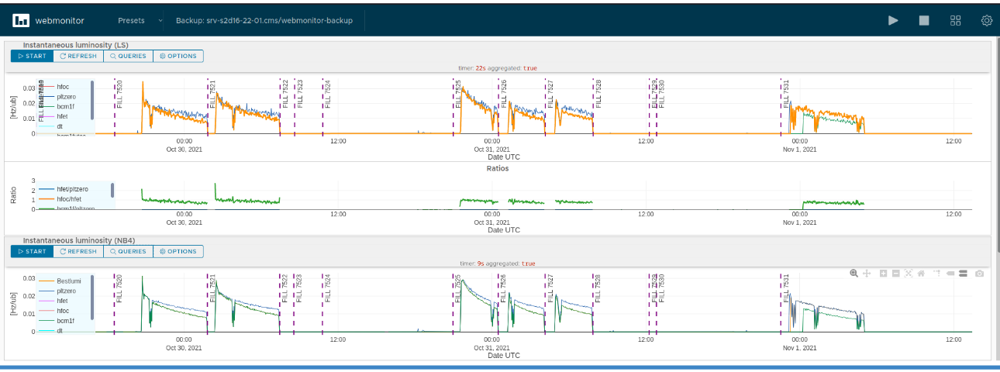 webmonitor Presets Backup: srv-s2d16-22-01.cms/webmonitor-backup
Instantaneous luminosity (LS)
START REFRESH QUERIES OPTIONS
timer: 22s aggregated: true
[Hz/ub]
0.03
0.02
0.01
0
hfoc
pltzero
bcm1f
hfet
dt
FILL 7520
FILL 7521
FILL 7522
FILL 7523
FILL 7524
FILL 7525
FILL 7526
FILL 7527
FILL 7528
FILL 7529
FILL 7530
FILL 7531
00:00 12:00 00:00 12:00 00:00 12:00
Oct 30, 2021 Oct 31, 2021 Nov 1, 2021
Date UTC
Ratios
Ratio
3
2
1
0
hfet/pltzero
hfoc/hfet
bcm1f/pltzero
00:00 12:00 00:00 12:00 00:00 12:00
Oct 30, 2021 Oct 31, 2021 Nov 1, 2021
Date UTC
Instantaneous luminosity (NB4)
START REFRESH QUERIES OPTIONS
timer: 9s aggregated: true
[Hz/ub]
0.03
0.02
0.01
0
Bestlumi
pltzero
hfet
hfoc
bcm1f
dt
FILL 7520
FILL 7521
FILL 7522
FILL 7523
FILL 7524
FILL 7525
FILL 7526
FILL 7527
FILL 7528
FILL 7529
FILL 7530
FILL 7531
00:00 12:00 00:00 12:00 00:00 12:00
Oct 30, 2021 Oct 31, 2021 Nov 1, 2021
Date UTC